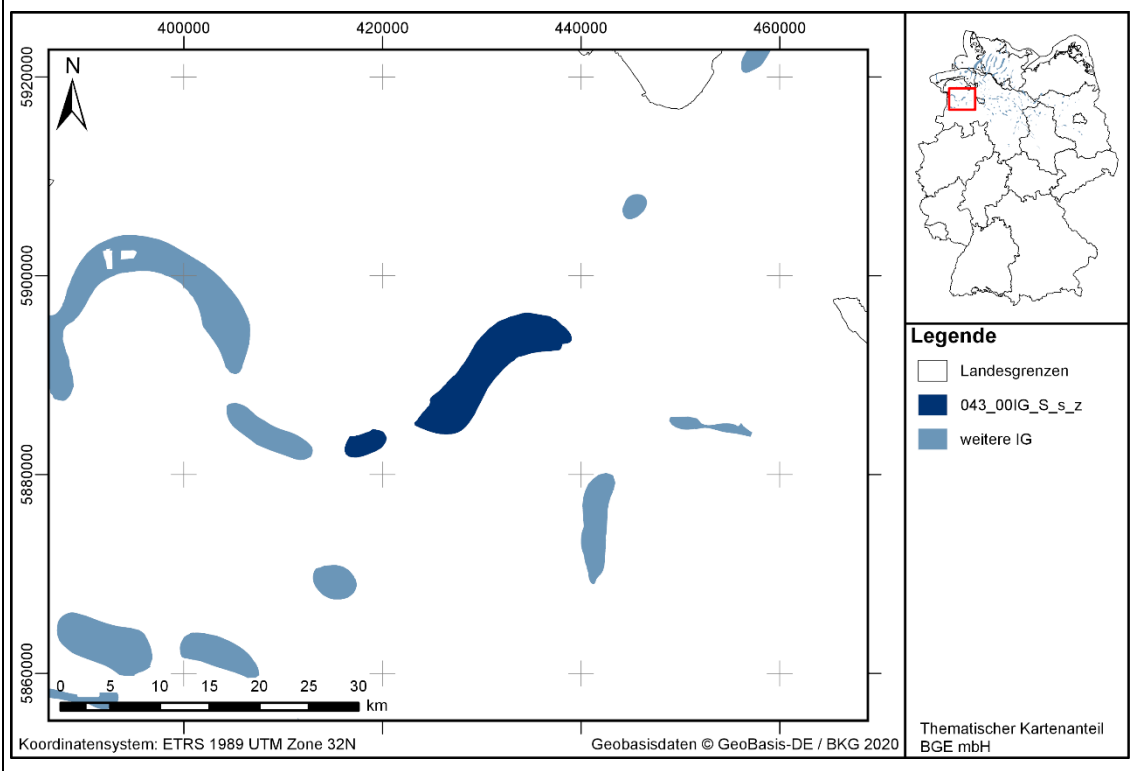 400000 420000 440000 460000
5920000
5900000
5880000
5860000
N
0 5 10 15 20 25 30
km
Koordinatensystem: ETRS 1989 UTM Zone 32N
Geobasisdaten © GeoBasis-DE / BKG 2020
Legende
Landesgrenzen
043_00IG_S_s_z
weitere IG
Thematischer Kartenanteil
BGE mbH